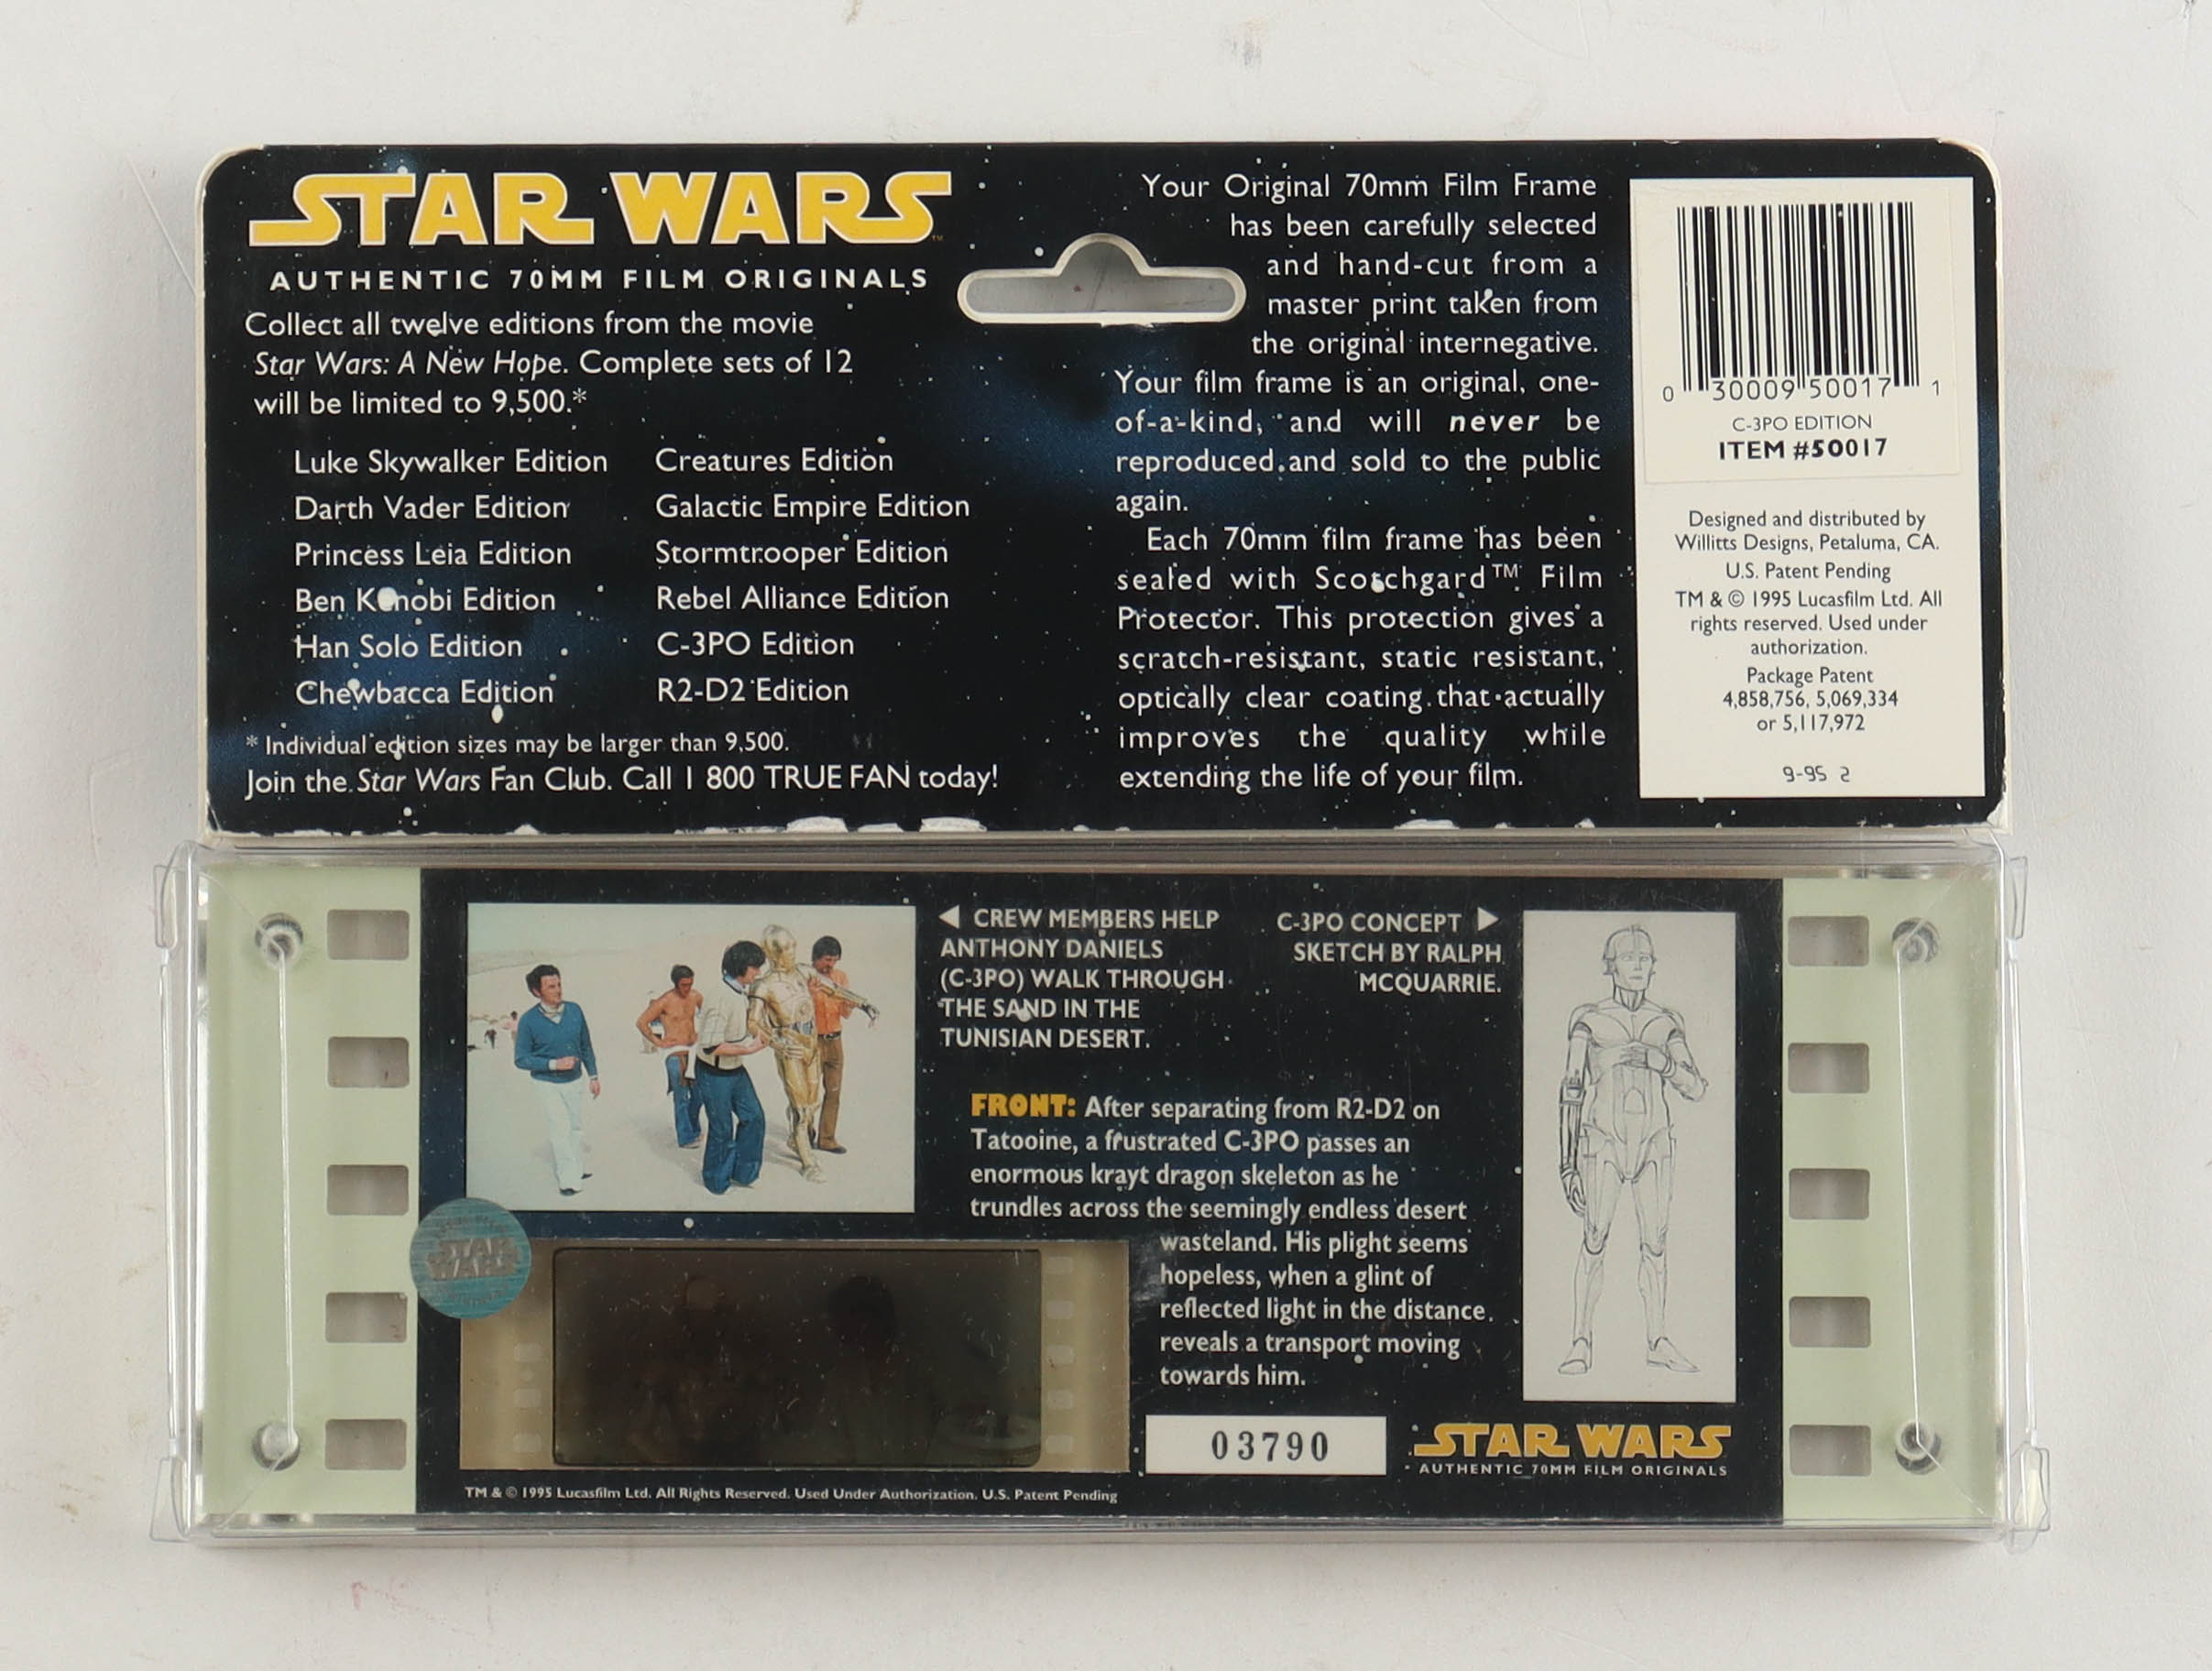 STAR WARS
AUTHENTIC 70MM FILM ORIGINALS
Collect all twelve editions from the movie
Star Wars: A New Hope. Complete sets of 12
will be limited to 9,500.*
Luke Skywalker Edition
Darth Vader Edition
Princess Leia Edition
Ben Kenobi Edition
Han Solo Edition
Chewbacca Edition
Creatures Edition
Galactic Empire Edition
Stormtrooper Edition
Rebel Alliance Edition
C-3PO Edition
R2-D2 Edition
* Individual edition sizes may be larger than 9,500.
Join the Star Wars Fan Club. Call 1 800 TRUE FAN today!
Your Original 70mm Film Frame
has been carefully selected
and hand-cut from a
master print taken from
the original internegative.
Your film frame is an original, one-
of-a-kind, and will never be
reproduced and sold to the public
again.
Each 70mm film frame has been
sealed with Scotchgard™ Film
Protector. This protection gives a
scratch-resistant, static resistant,
optically clear coating that actually
improves the quality while
extending the life of your film.
0 30009 50017 1
C-3PO EDITION
ITEM #50017
Designed and distributed by
Willitts Designs, Petaluma, CA.
U.S. Patent Pending
TM & © 1995 Lucasfilm Ltd. All
rights reserved. Used under
authorization.
Package Patent
4,858,756, 5,069,334
or 5,117,972
9-95 2
◀ CREW MEMBERS HELP
ANTHONY DANIELS
(C-3PO) WALK THROUGH
THE SAND IN THE
TUNISIAN DESERT.
C-3PO CONCEPT ▶
SKETCH BY RALPH
MCQUARRIE.
FRONT: After separating from R2-D2 on
Tatooine, a frustrated C-3PO passes an
enormous krayt dragon skeleton as he
trundles across the seemingly endless desert
wasteland. His plight seems
hopeless, when a glint of
reflected light in the distance
reveals a transport moving
towards him.
STAR
WARS
03790
STAR WARS
AUTHENTIC 70MM FILM ORIGINALS
TM & © 1995 Lucasfilm Ltd. All Rights Reserved. Used Under Authorization. U.S. Patent Pending